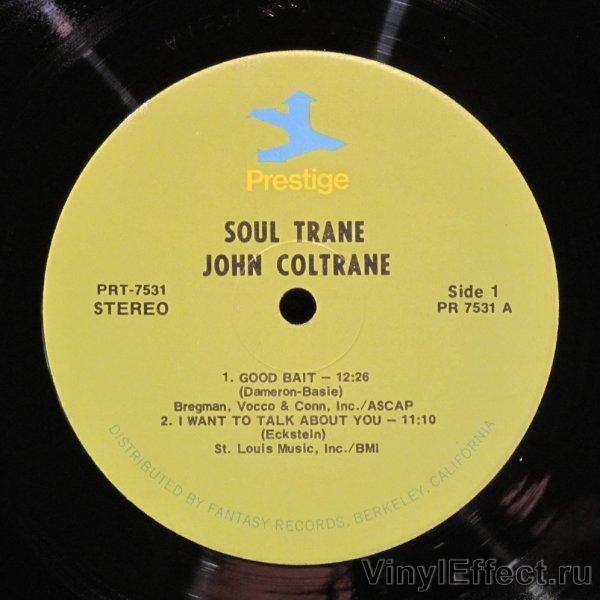 Prestige
SOUL TRANE
JOHN COLTRANE
PRT-7531
STEREO
Side 1
PR 7531 A
1. GOOD BAIT – 12:26
(Dameron-Basie)
Bregman, Vocco & Conn, Inc./ASCAP
2. I WANT TO TALK ABOUT YOU – 11:10
(Eckstein)
St. Louis Music, Inc./BMI
DISTRIBUTED BY FANTASY RECORDS, BERKELEY, CALIFORNIA
VinylEffect.ru